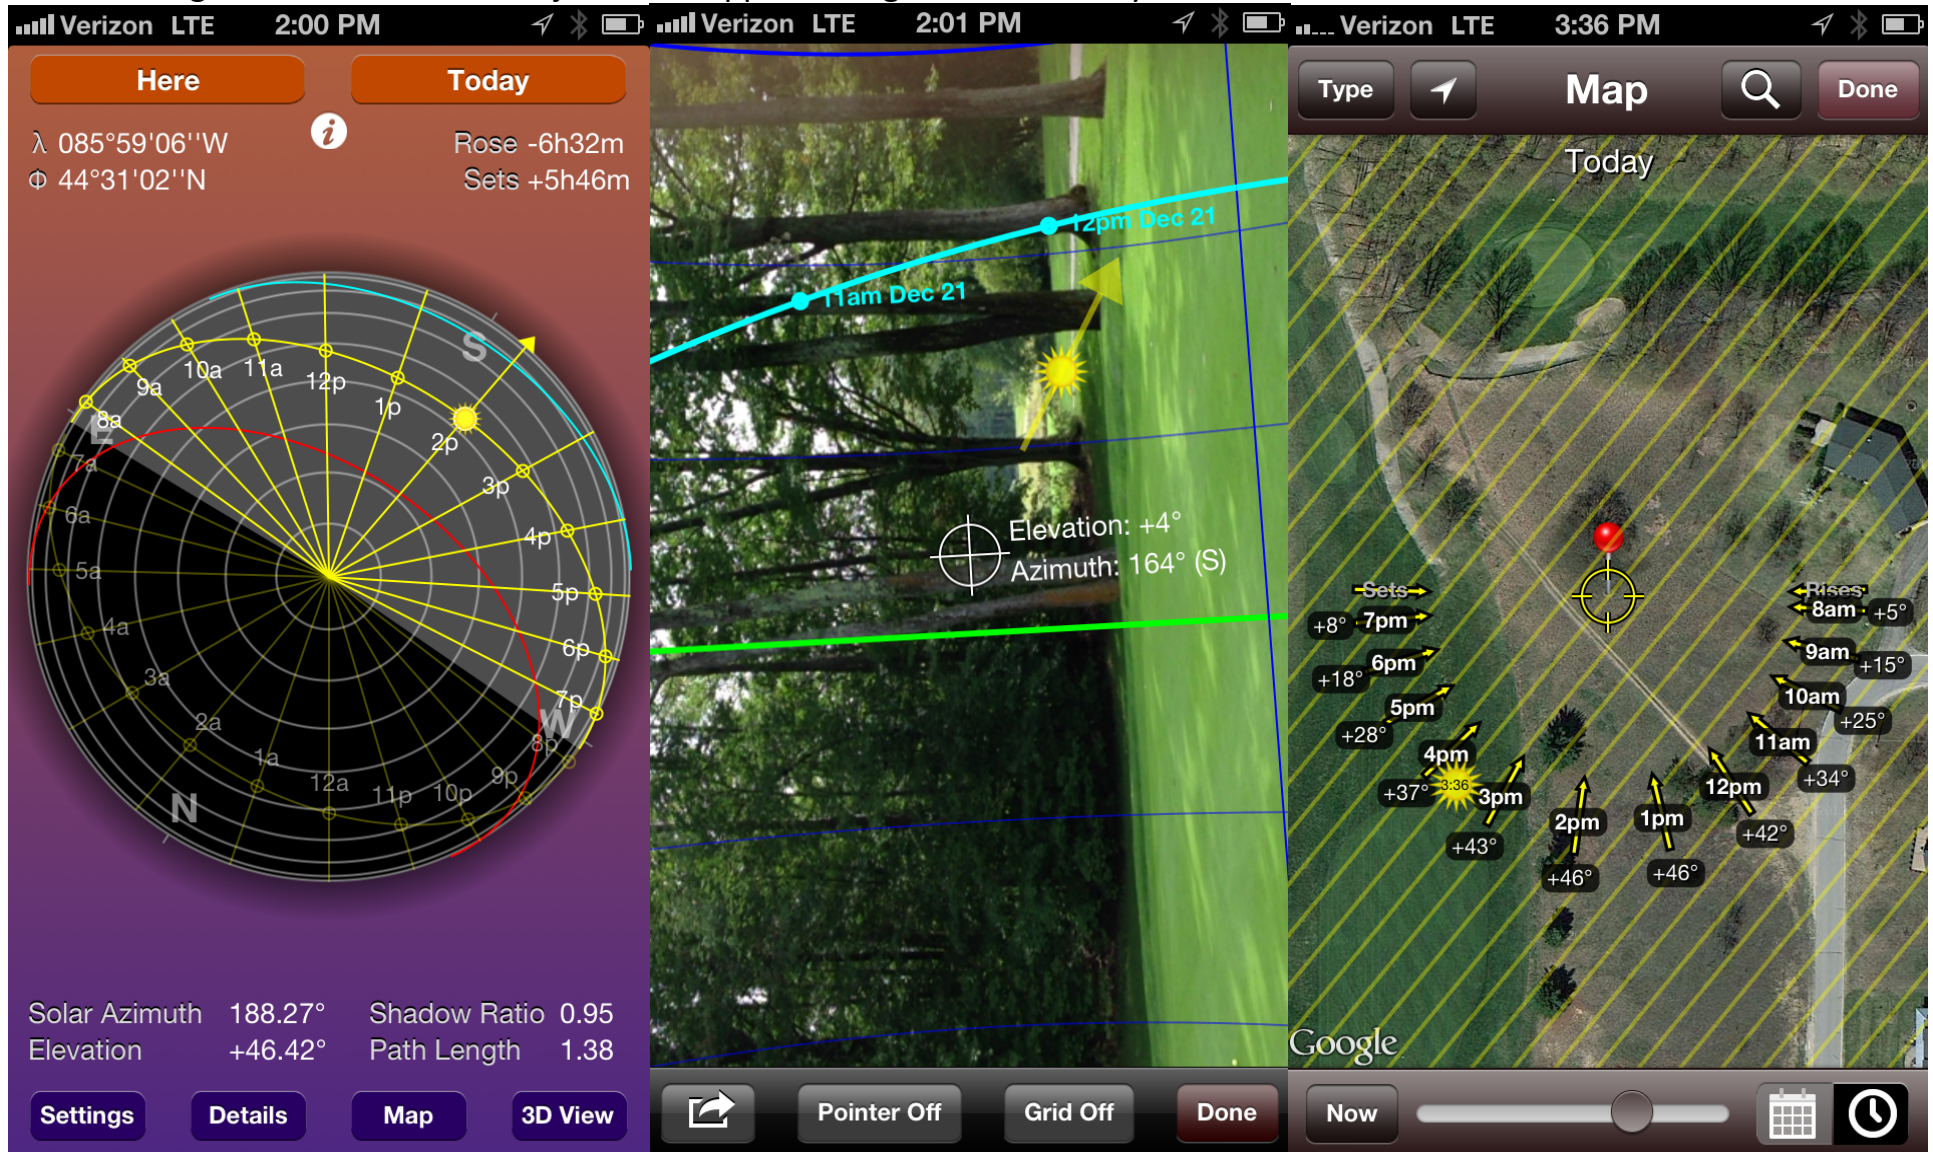 Verizon LTE 2:00 PM
Here Today
λ 085°59'06''W
Φ 44°31'02''N
i
Rose -6h32m
Sets +5h46m
S
10a 11a 12p
9a
1p
8a
E
2p
7a
3p
6a
4p
5a
5p
4a
6p
3a
7p
W
2a
8p
1a
12a 11p 10p 9p
N
Solar Azimuth 188.27° Shadow Ratio 0.95
Elevation +46.42° Path Length 1.38
Settings Details Map 3D View
Verizon LTE 2:01 PM
12pm Dec 21
11am Dec 21
Elevation: +4°
Azimuth: 164° (S)
Pointer Off Grid Off Done
Verizon LTE 3:36 PM
Type Map Done
Today
Sets Rises
+8° 7pm 8am +5°
6pm 9am +15°
+18°
5pm 10am
+28° +25°
4pm 11am
+37° 3:36 3pm 12pm +34°
2pm 1pm
+43° +42°
+46° +46°
Google
Now